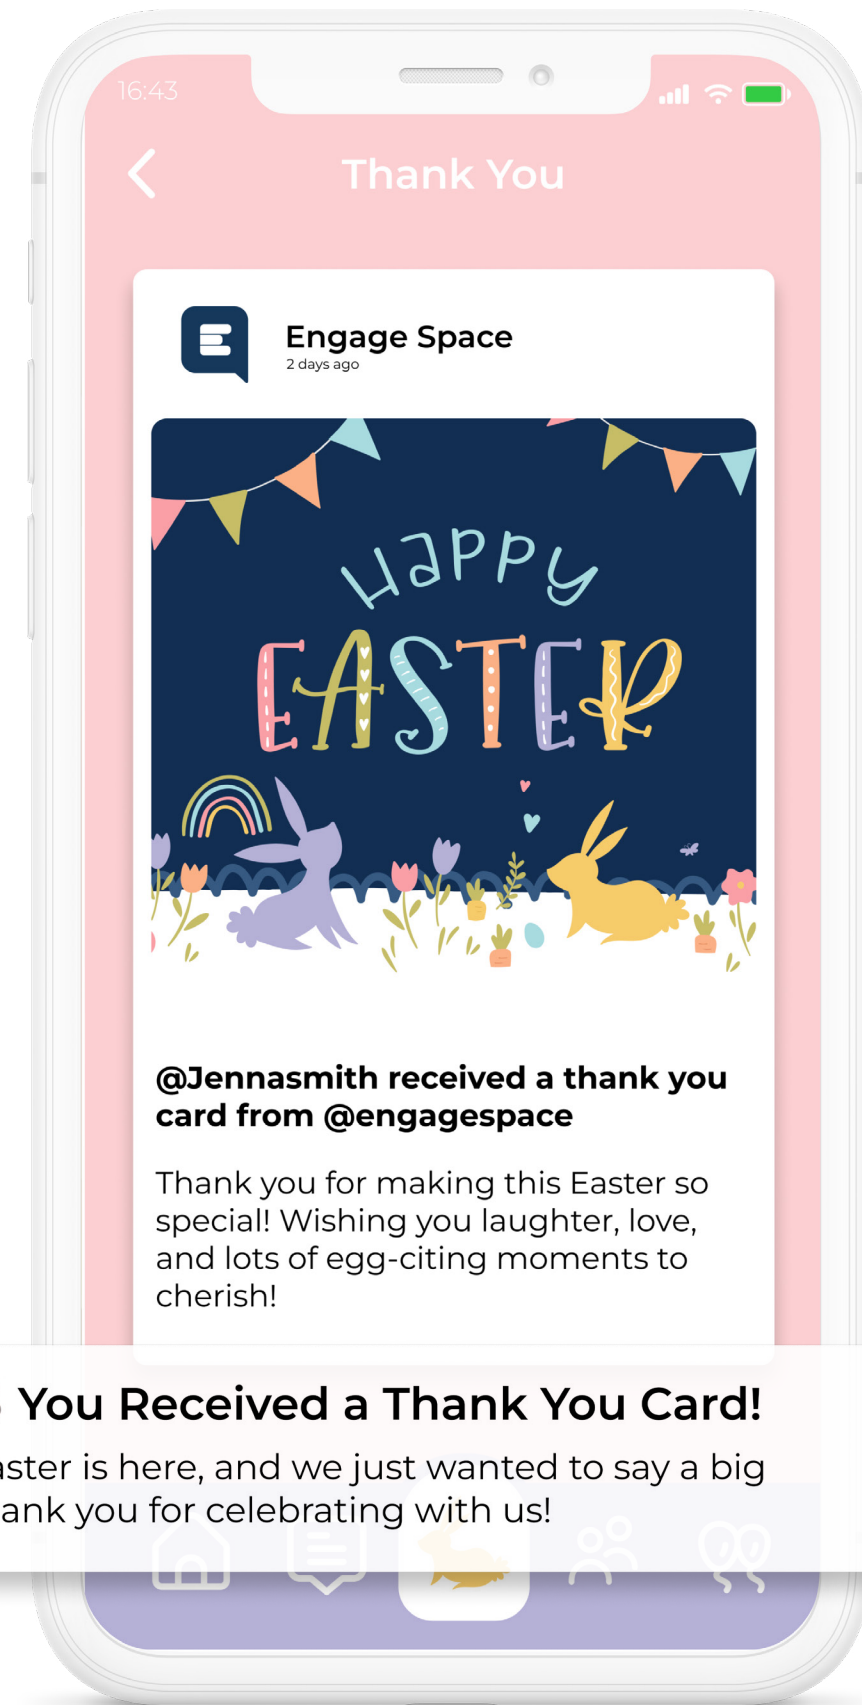 16:43
Thank You
E
Engage Space
2 days ago
Happy
EASTER
@Jennasmith received a thank you
card from @engagespace
Thank you for making this Easter so
special! Wishing you laughter, love,
and lots of egg-citing moments to
cherish!
You Received a Thank You Card!
aster is here, and we just wanted to say a big
ank you for celebrating with us!